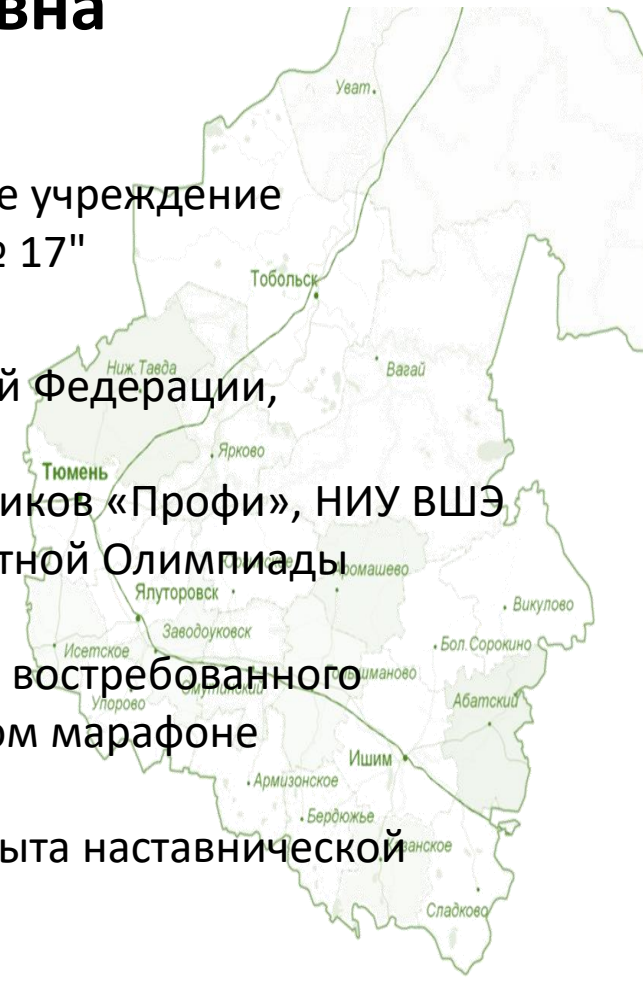 вна
Уват
е учреждение
№ 17"
Тобольск
Ниж. Тавда
Вагай
й Федерации,
Ярково
Тюмень
иков «Профи», НИУ ВШЭ
тной Олимпиады
ромашево
Ялуторовск
Викулово
Заводоуковск
Исетское
Бол. Сорокино
востребованного
Абатский
Упорово
ом марафоне
Ишим
Армизонское
Бердюжье
ыта наставнической
Сладково